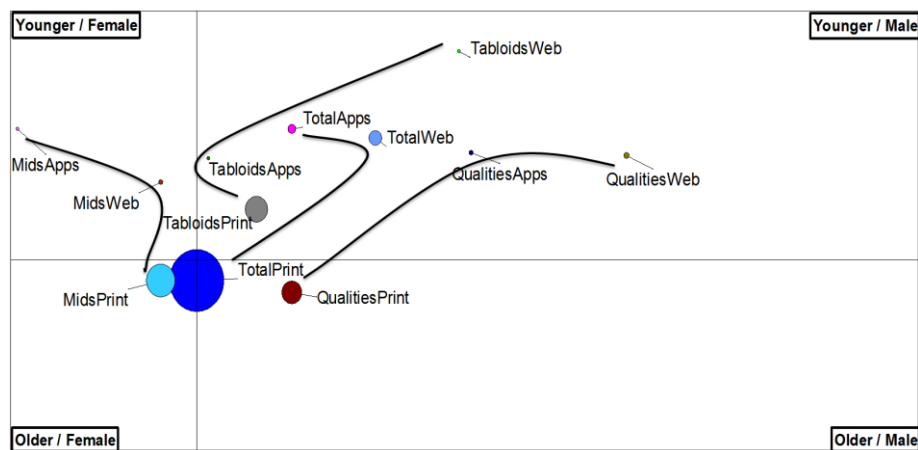 Younger / Female
Younger / Male
TabloidsWeb
TotalApps
TotalWeb
MidsApps
TabloidsApps
QualitiesApps
QualitiesWeb
MidsWeb
TabloidsPrint
TotalPrint
MidsPrint
QualitiesPrint
Older / Female
Older / Male